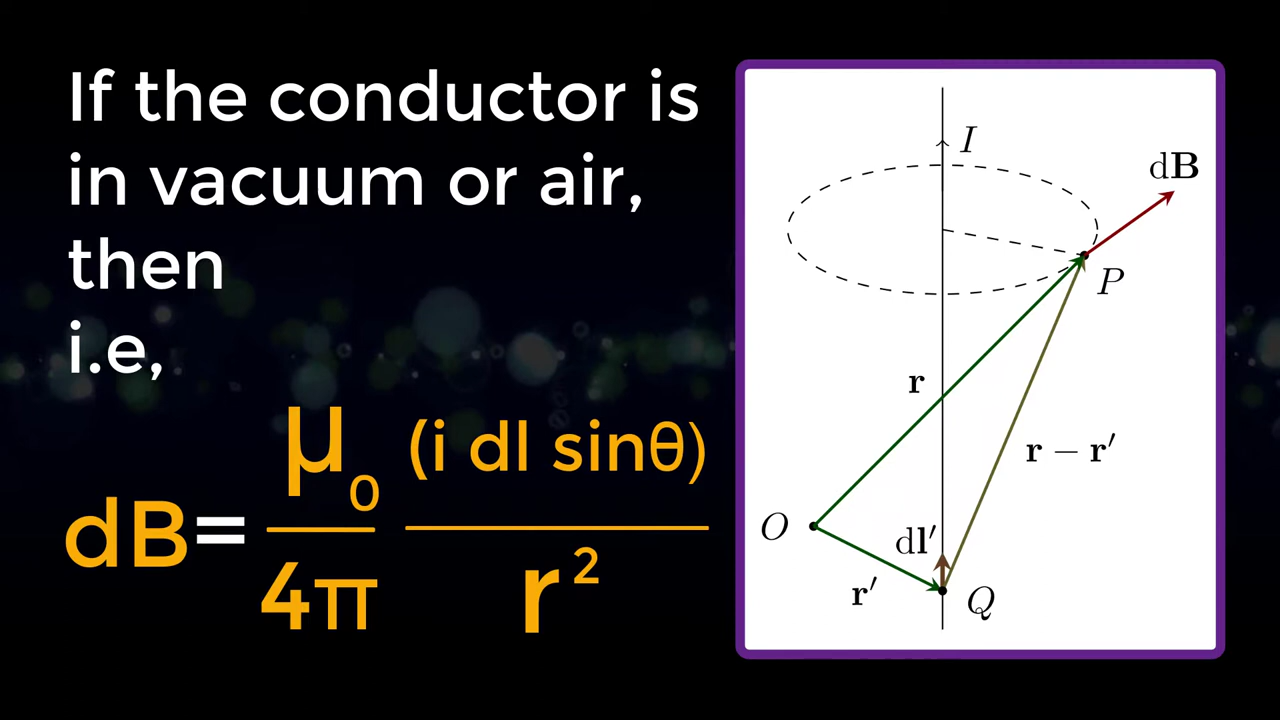 If the conductor is
in vacuum or air,
then
i.e,
dB= μ₀/4π (i dl sinθ)/r²
I
dB
P
r
r − r′
O
dl′
r′
Q